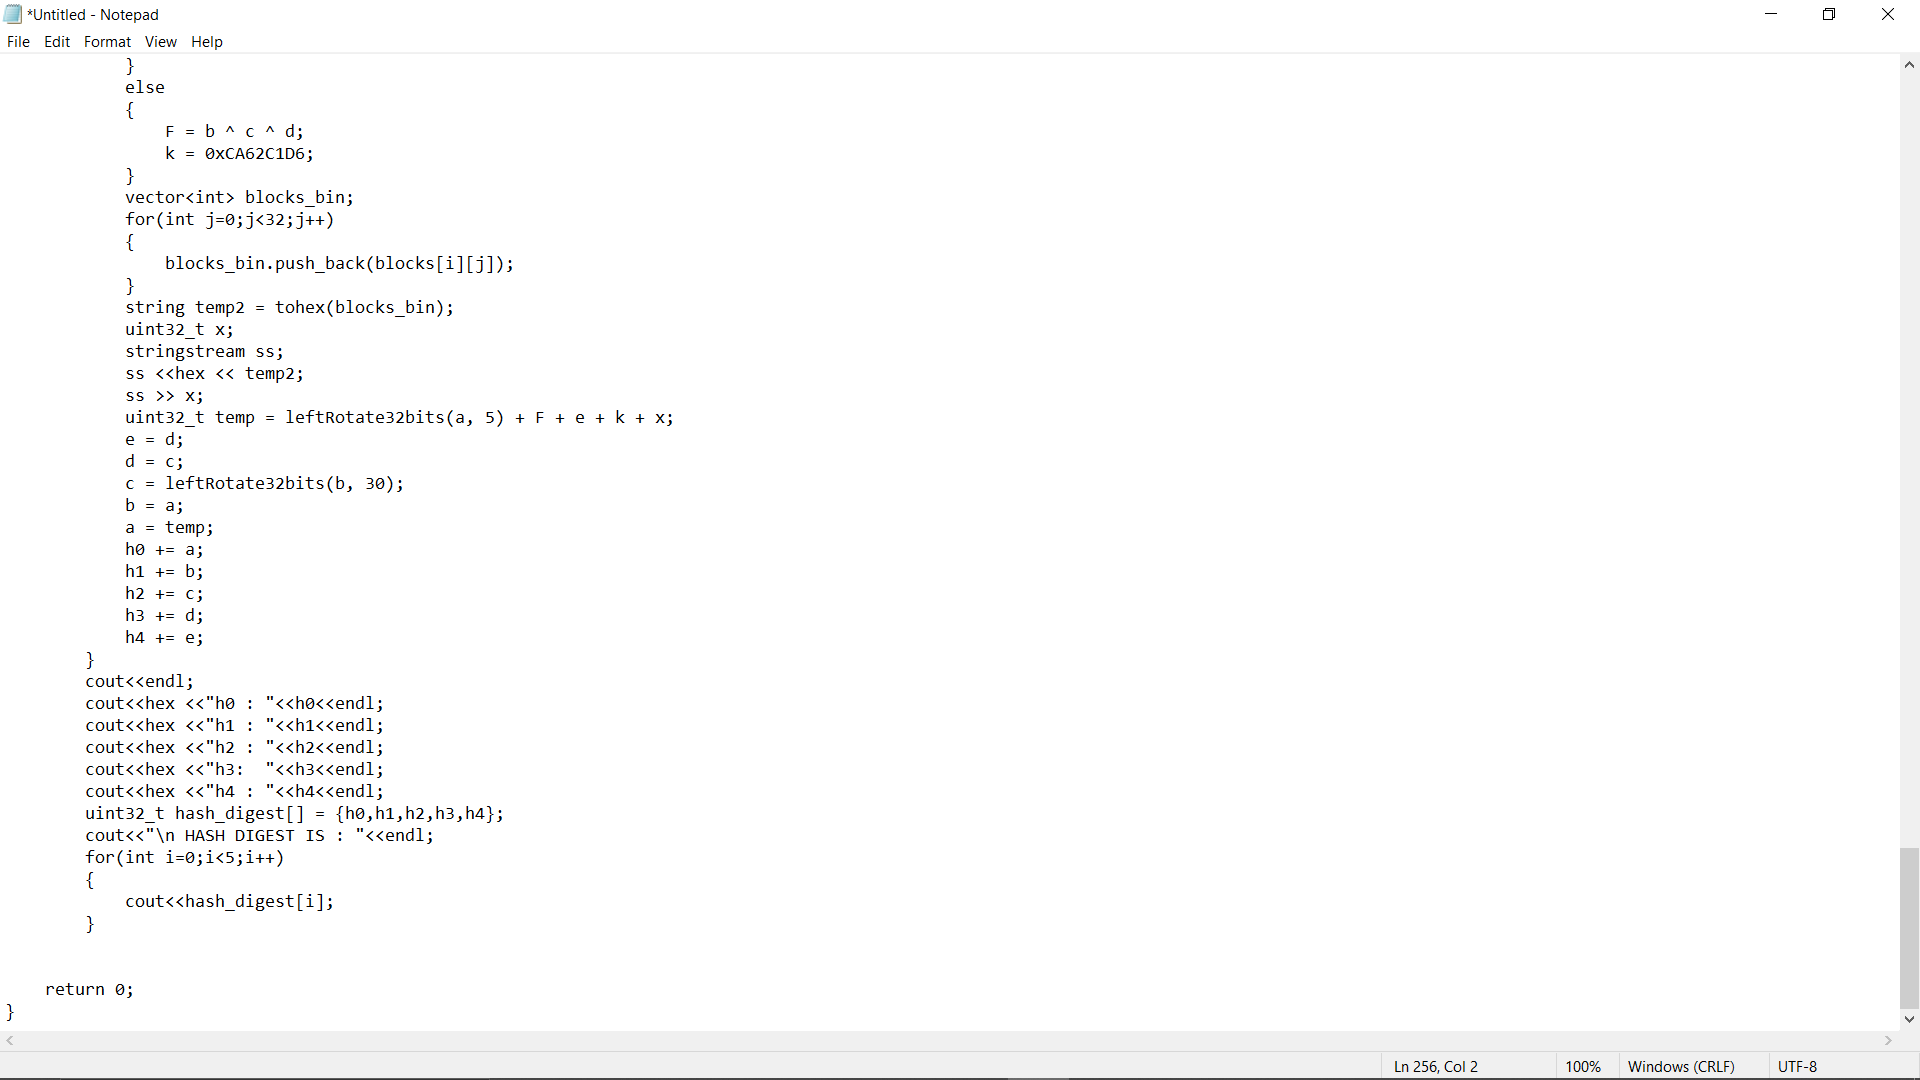 *Untitled - Notepad
File Edit Format View Help
}
else
{
F = b ^ c ^ d;
k = 0xCA62C1D6;
}
vector<int> blocks_bin;
for(int j=0;j<32;j++)
{
blocks_bin.push_back(blocks[i][j]);
}
string temp2 = tohex(blocks_bin);
uint32_t x;
stringstream ss;
ss <<hex << temp2;
ss >> x;
uint32_t temp = leftRotate32bits(a, 5) + F + e + k + x;
e = d;
d = c;
c = leftRotate32bits(b, 30);
b = a;
a = temp;
h0 += a;
h1 += b;
h2 += c;
h3 += d;
h4 += e;
}
cout<<endl;
cout<<hex <<"h0 : "<<h0<<endl;
cout<<hex <<"h1 : "<<h1<<endl;
cout<<hex <<"h2 : "<<h2<<endl;
cout<<hex <<"h3:  "<<h3<<endl;
cout<<hex <<"h4 : "<<h4<<endl;
uint32_t hash_digest[] = {h0,h1,h2,h3,h4};
cout<<"\n HASH DIGEST IS : "<<endl;
for(int i=0;i<5;i++)
{
cout<<hash_digest[i];
}
return 0;
}
Ln 256, Col 2 100% Windows (CRLF) UTF-8